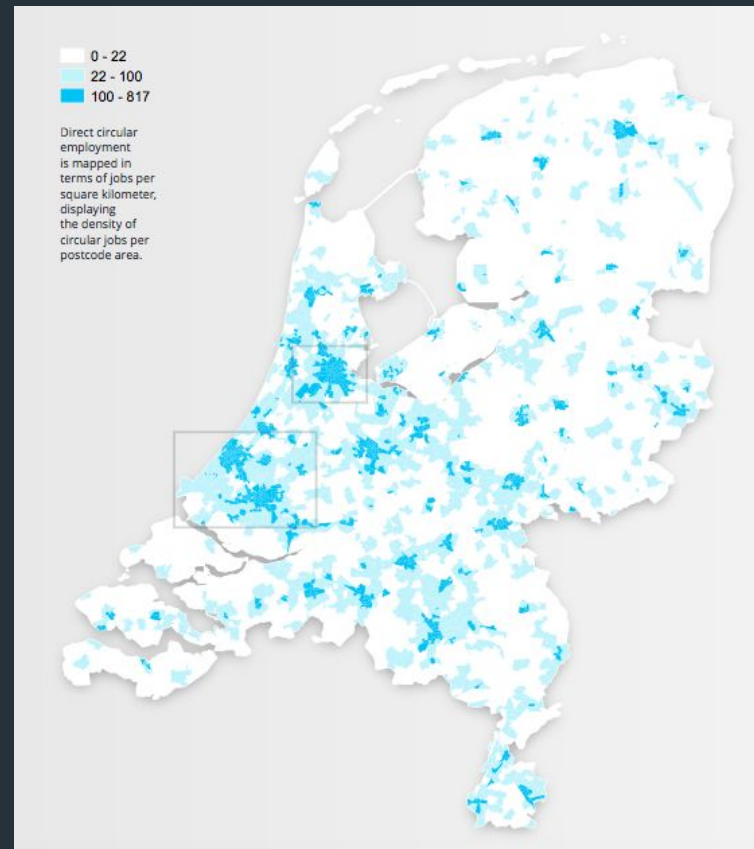 0 - 22
22 - 100
100 - 817
Direct circular
employment
is mapped in
terms of jobs per
square kilometer,
displaying
the density of
circular jobs per
postcode area.